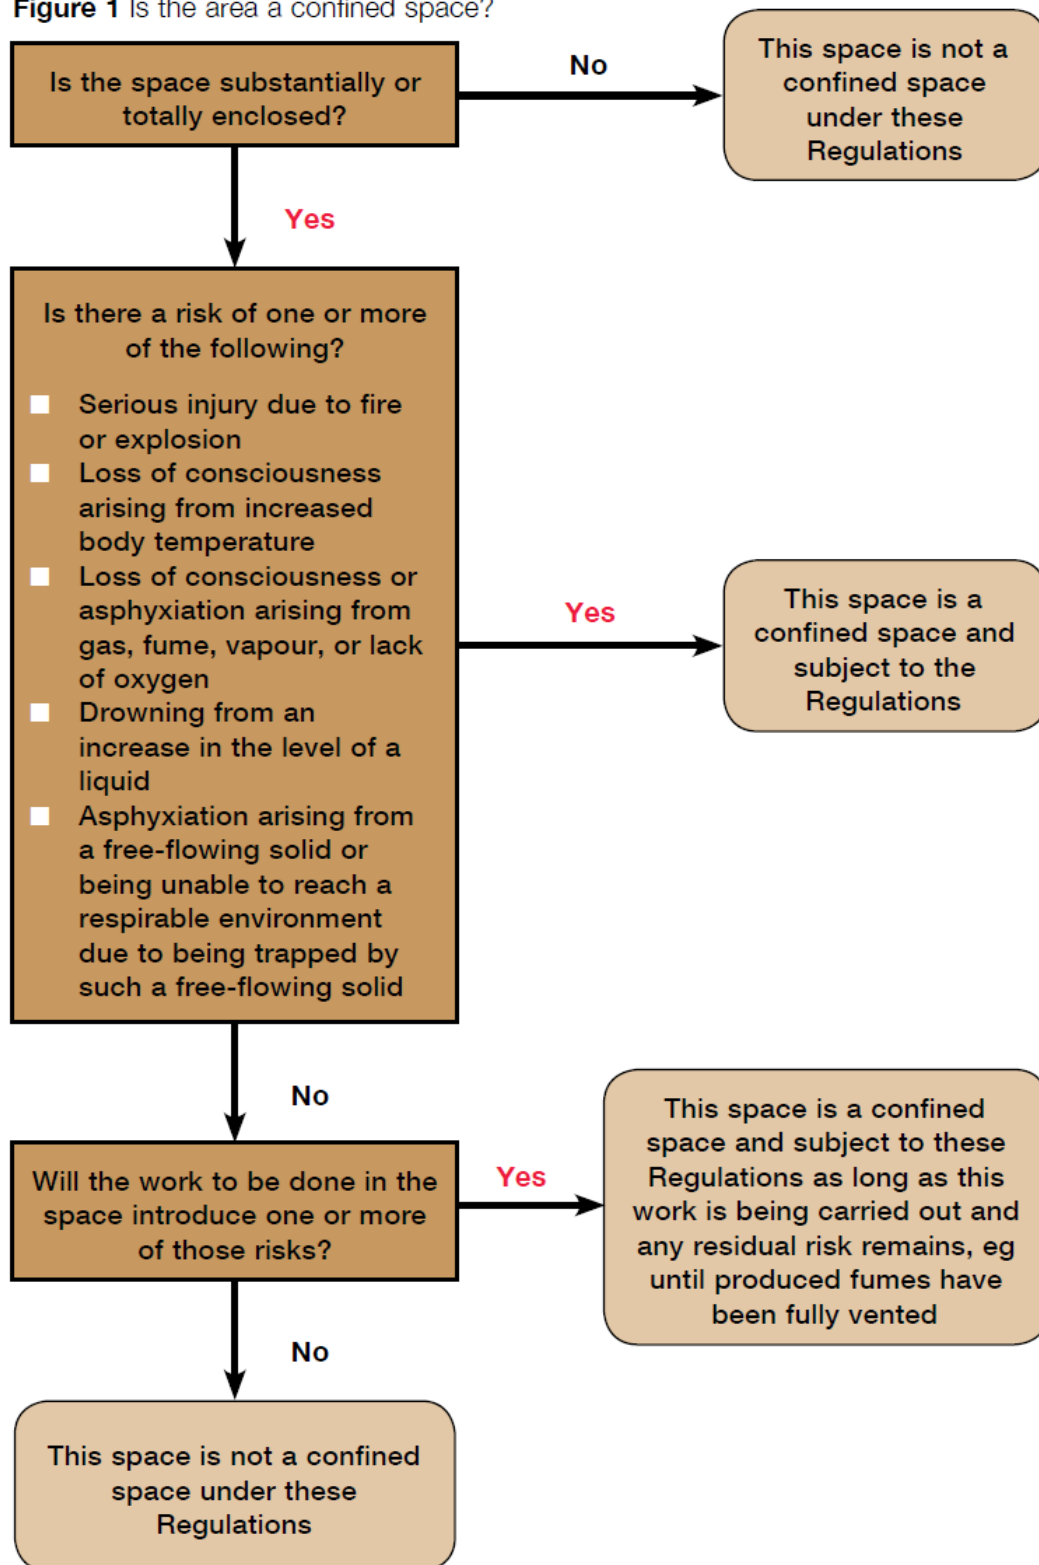 Figure 1 Is the area a confined space?
Is the space substantially or
totally enclosed?
No
This space is not a
confined space
under these
Regulations
Yes
Is there a risk of one or more
of the following?
Serious injury due to fire
or explosion
Loss of consciousness
arising from increased
body temperature
Loss of consciousness or
asphyxiation arising from
gas, fume, vapour, or lack
of oxygen
Drowning from an
increase in the level of a
liquid
Asphyxiation arising from
a free-flowing solid or
being unable to reach a
respirable environment
due to being trapped by
such a free-flowing solid
Yes
This space is a
confined space and
subject to the
Regulations
No
Will the work to be done in the
space introduce one or more
of those risks?
Yes
This space is a confined
space and subject to these
Regulations as long as this
work is being carried out and
any residual risk remains, eg
until produced fumes have
been fully vented
No
This space is not a confined
space under these
Regulations